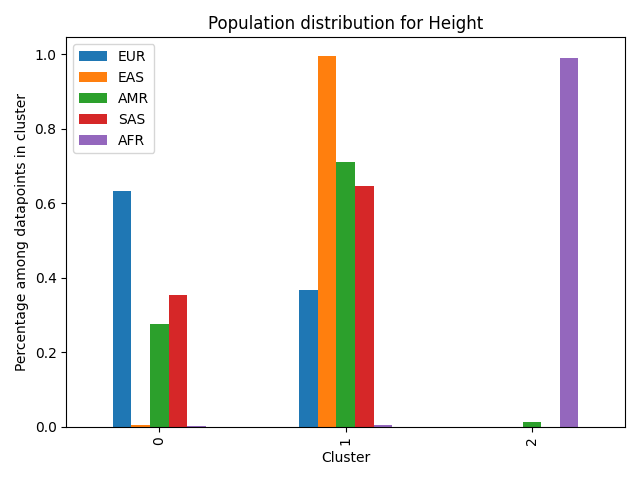 Population distribution for Height
EUR
EAS
AMR
SAS
AFR
Percentage among datapoints in cluster
1.0
0.8
0.6
0.4
0.2
0.0
0
1
2
Cluster